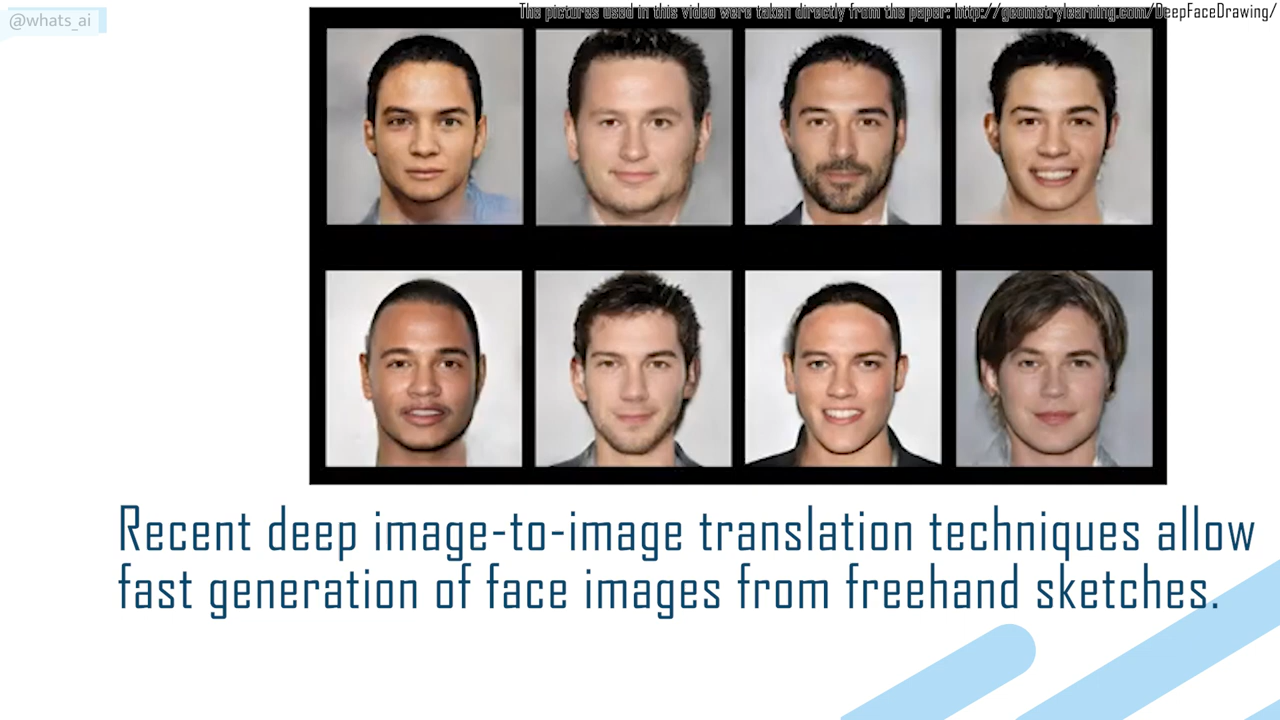 @whats_ai
The pictures used in this video were taken directly from the paper: http://geometrylearning.com/DeepFaceDrawing/
Recent deep image-to-image translation techniques allow
fast generation of face images from freehand sketches.